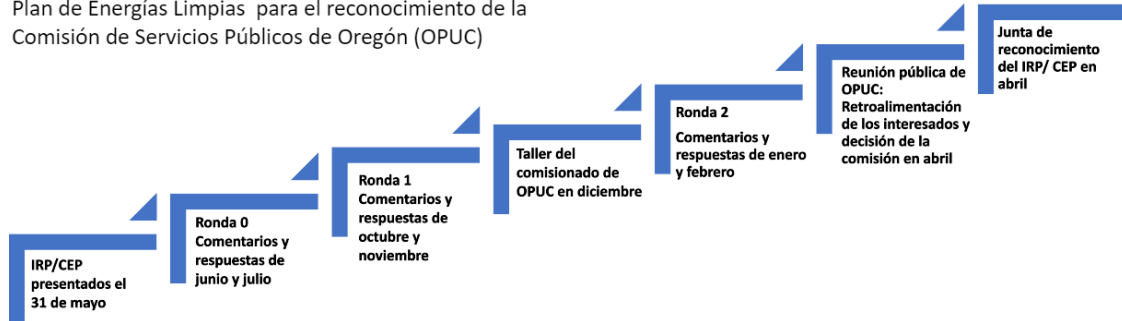 Plan de Energías Limpias para el reconocimiento de la
Comisión de Servicios Públicos de Oregón (OPUC)
IRP/CEP
presentados el
31 de mayo
Ronda 0
Comentarios y
respuestas de
junio y julio
Ronda 1
Comentarios y
respuestas de
octubre y
noviembre
Taller del
comisionado de
OPUC en diciembre
Ronda 2
Comentarios y
respuestas de enero
y febrero
Reunión pública de
OPUC:
Retroalimentación
de los interesados y
decisión de la
comisión en abril
Junta de
reconocimiento
del IRP/ CEP en
abril